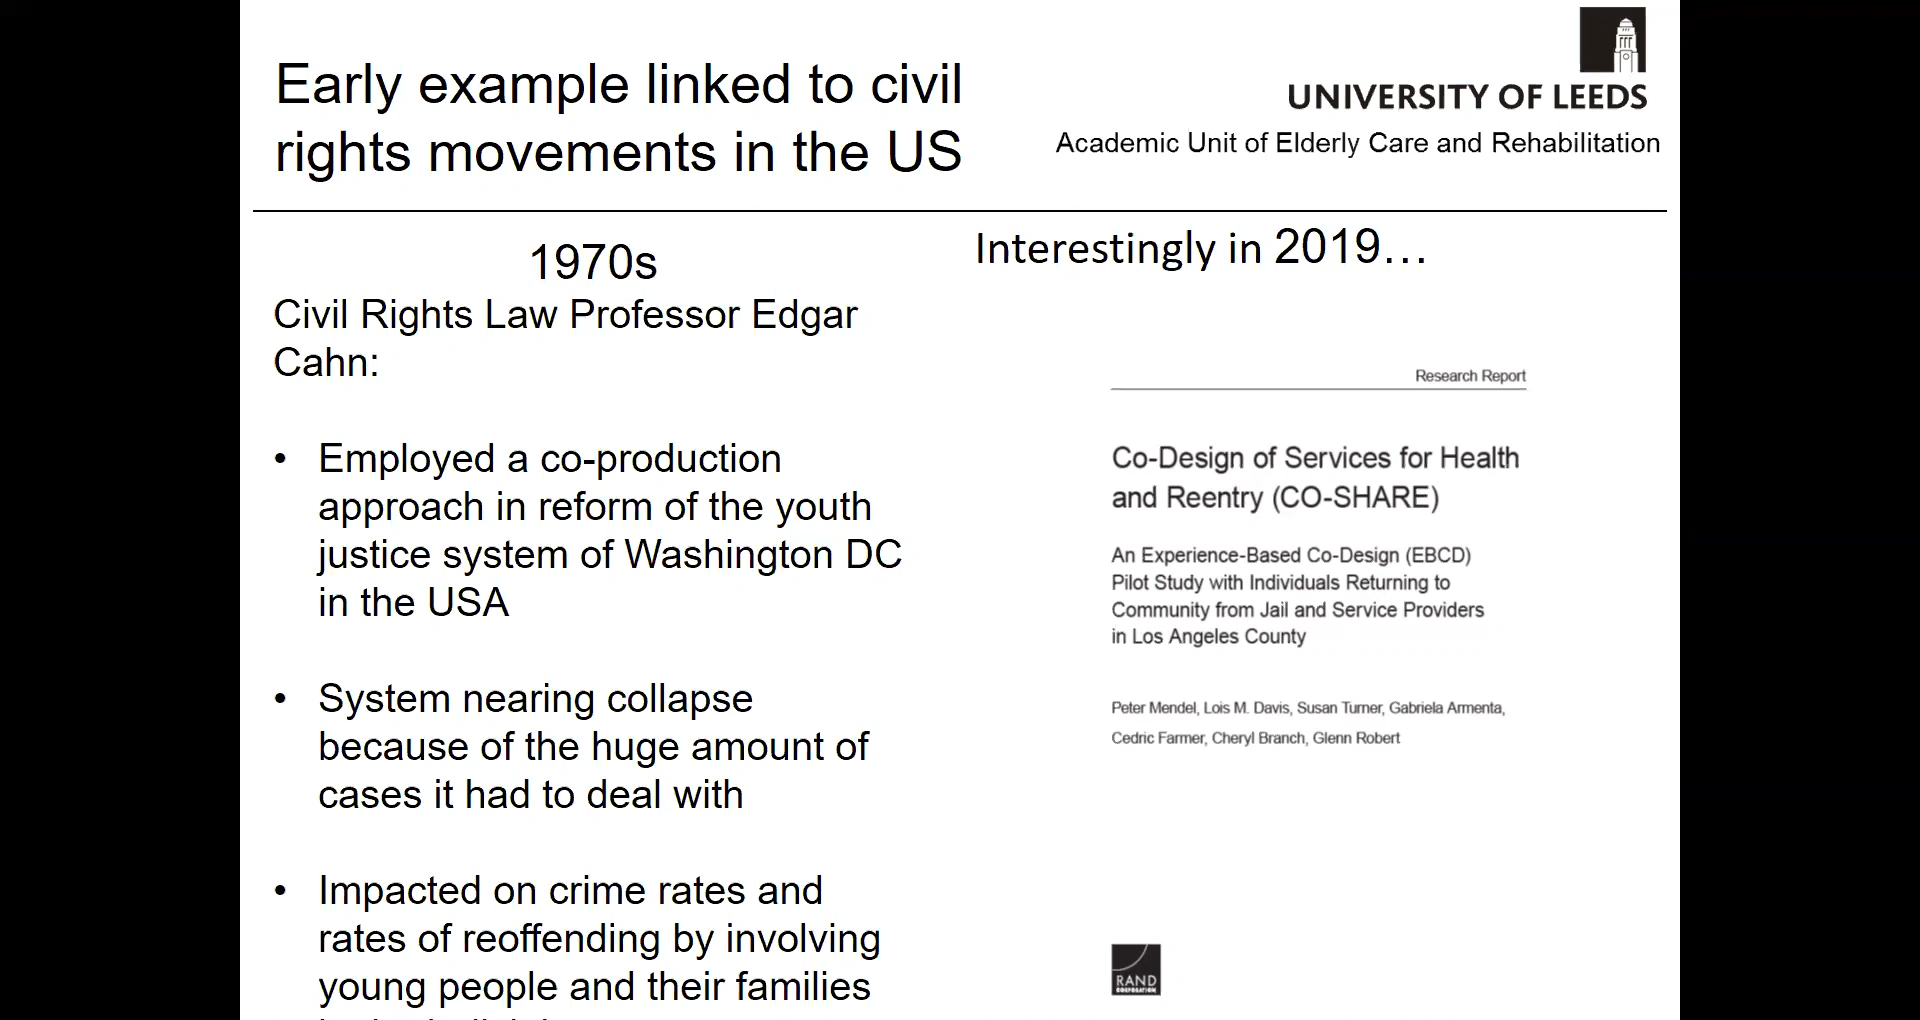 Early example linked to civil
rights movements in the US
UNIVERSITY OF LEEDS
Academic Unit of Elderly Care and Rehabilitation
1970s
Civil Rights Law Professor Edgar
Cahn:
• Employed a co-production
approach in reform of the youth
justice system of Washington DC
in the USA
• System nearing collapse
because of the huge amount of
cases it had to deal with
• Impacted on crime rates and
rates of reoffending by involving
young people and their families
Interestingly in 2019…
Research Report
Co-Design of Services for Health
and Reentry (CO-SHARE)
An Experience-Based Co-Design (EBCD)
Pilot Study with Individuals Returning to
Community from Jail and Service Providers
in Los Angeles County
Peter Mendel, Lois M. Davis, Susan Turner, Gabriela Armenta,
Cedric Farmer, Cheryl Branch, Glenn Robert
RAND
CORPORATION